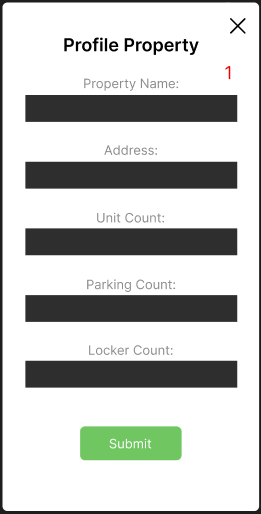 Profile Property
1
Property Name:
Address:
Unit Count:
Parking Count:
Locker Count:
Submit